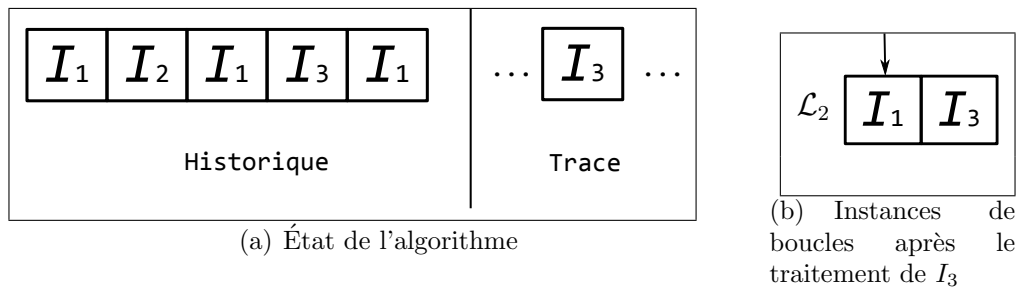 I₁ I₂ I₁ I₃ I₁ ... I₃ ...
Historique Trace
(a) État de l'algorithme
ℒ₂ I₁ I₃
(b) Instances de
boucles après le
traitement de I₃